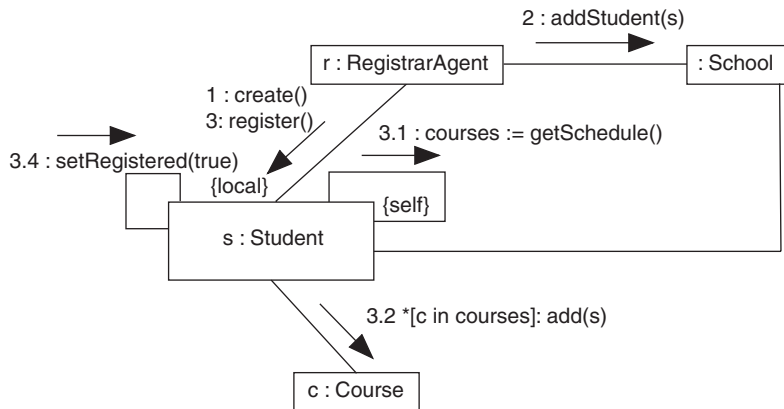 2 : addStudent(s)
r : RegistrarAgent
: School
1 : create()
3: register()
3.1 : courses := getSchedule()
3.4 : setRegistered(true)
{local}
{self}
s : Student
3.2 *[c in courses]: add(s)
c : Course